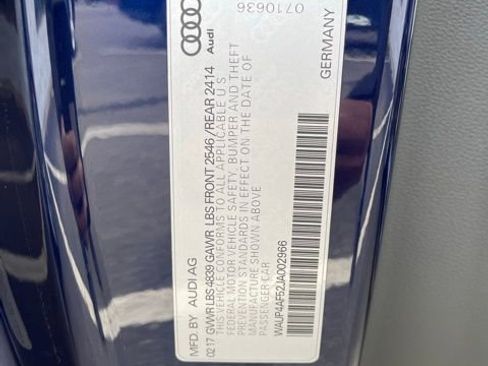 MFD. BY AUDI AG
02 17 GVWR LBS 4839 GAWR LBS FRONT 2546 /REAR 2414
THIS VEHICLE CONFORMS TO ALL APPLICABLE U.S.
FEDERAL MOTOR VEHICLE SAFETY, BUMPER AND THEFT
PREVENTION STANDARDS IN EFFECT ON THE DATE OF
MANUFACTURE SHOWN ABOVE
PASSENGER CAR
WAUP4AF52JA002966
Audi
0710636
GERMANY